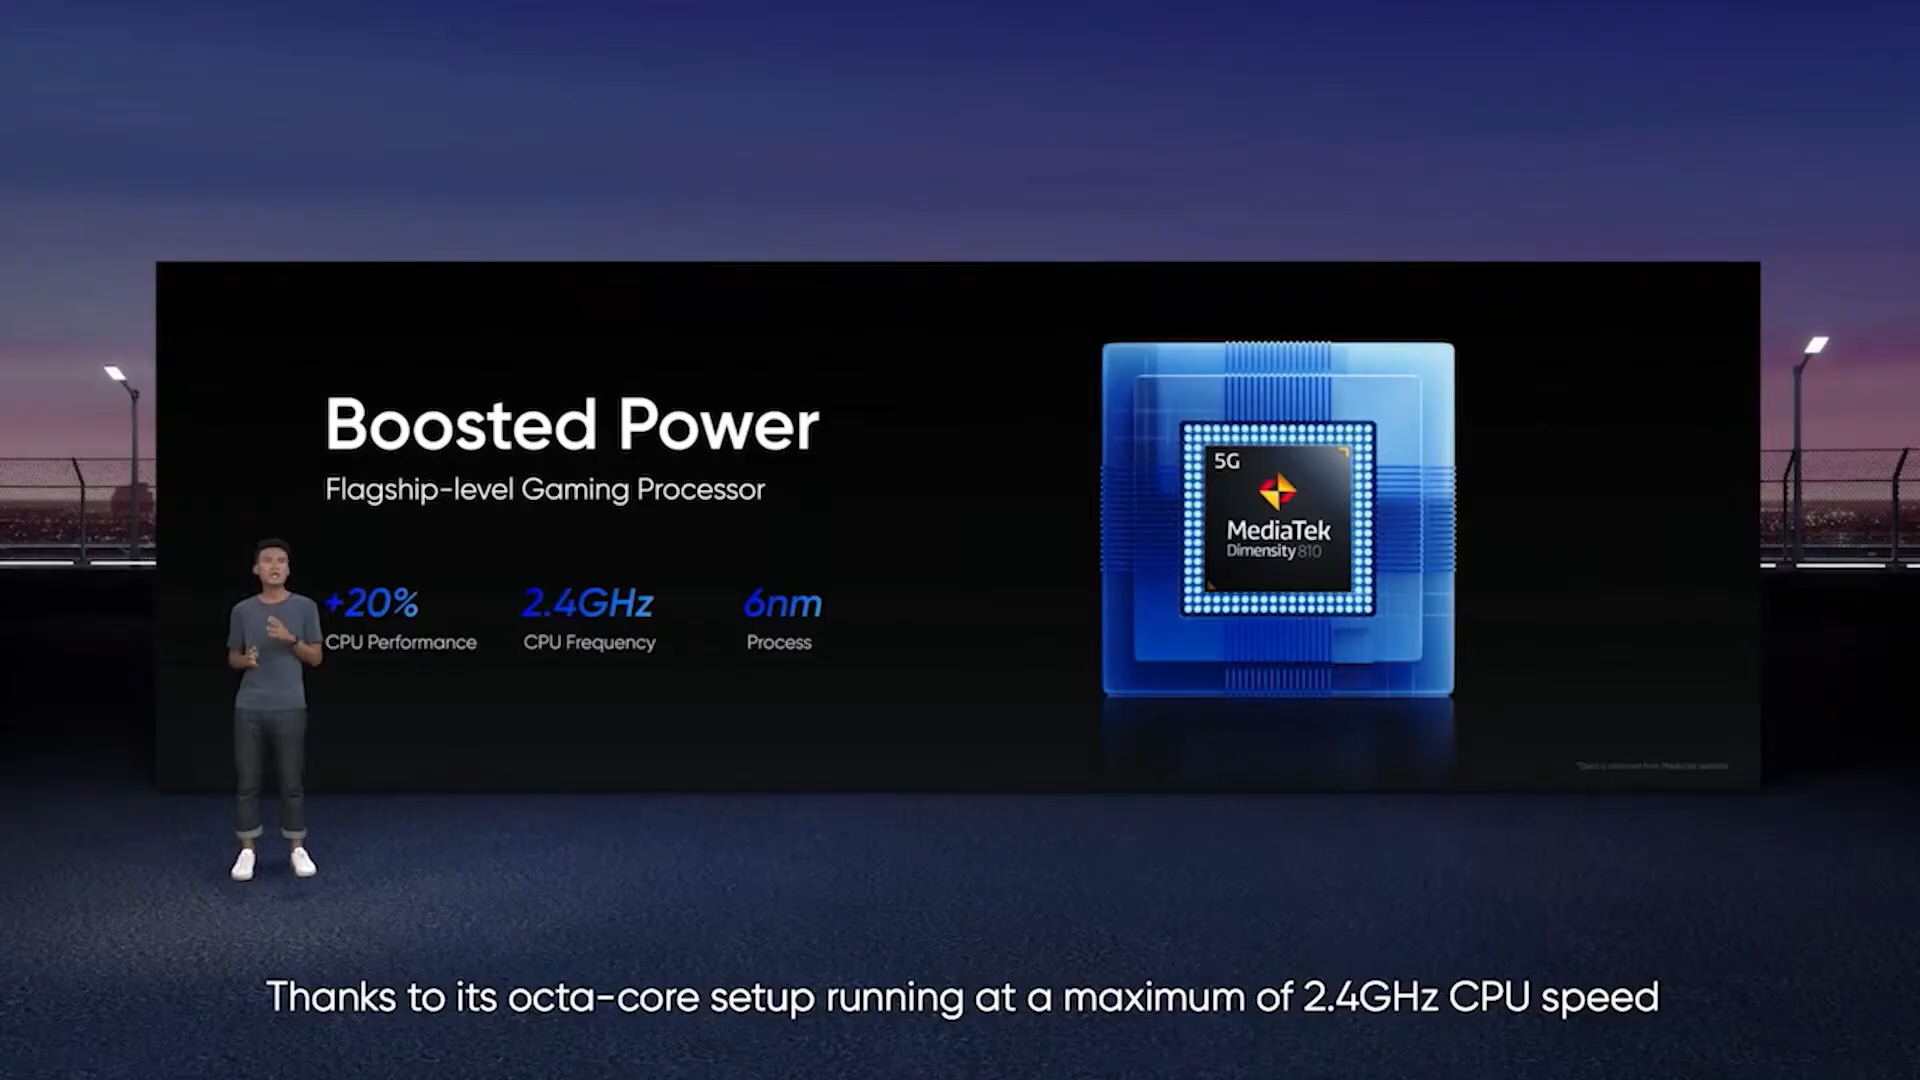 Boosted Power
Flagship-level Gaming Processor
+20%
CPU Performance
2.4GHz
CPU Frequency
6nm
Process
5G
MediaTek
Dimensity 810
Thanks to its octa-core setup running at a maximum of 2.4GHz CPU speed